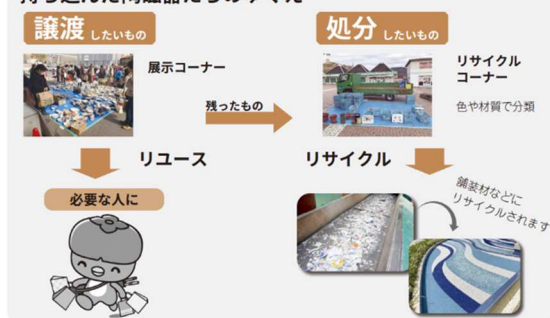 譲渡 したいもの
処分 したいもの
展示コーナー
リサイクル
コーナー
残ったもの
色や材質で分類
リユース
リサイクル
必要な人に
舗装材などに
リサイクルされます